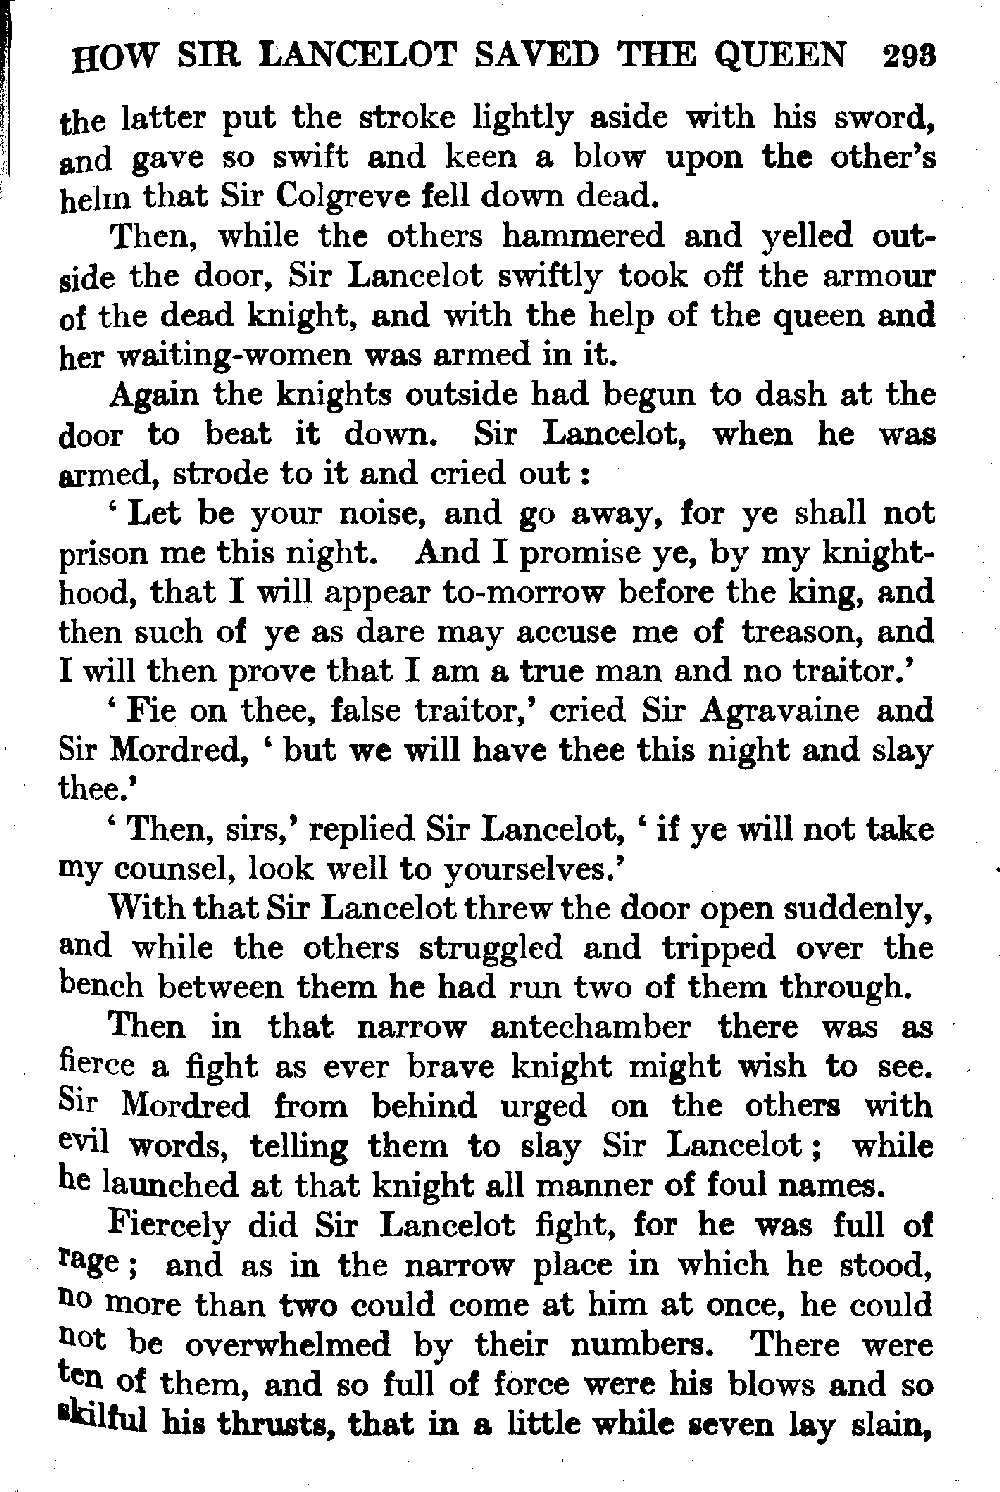 HOW SIR LANCELOT SAVED THE QUEEN 293
the latter put the stroke lightly aside with his sword,
and gave so swift and keen a blow upon the other's
helm that Sir Colgreve fell down dead.
Then, while the others hammered and yelled out-
side the door, Sir Lancelot swiftly took off the armour
of the dead knight, and with the help of the queen and
her waiting-women was armed in it.
Again the knights outside had begun to dash at the
door to beat it down. Sir Lancelot, when he was
armed, strode to it and cried out :
‘ Let be your noise, and go away, for ye shall not
prison me this night. And I promise ye, by my knight-
hood, that I will appear to-morrow before the king, and
then such of ye as dare may accuse me of treason, and
I will then prove that I am a true man and no traitor.’
‘ Fie on thee, false traitor,’ cried Sir Agravaine and
Sir Mordred, ‘ but we will have thee this night and slay
thee.’
‘ Then, sirs,’ replied Sir Lancelot, ‘ if ye will not take
my counsel, look well to yourselves.’
With that Sir Lancelot threw the door open suddenly,
and while the others struggled and tripped over the
bench between them he had run two of them through.
Then in that narrow antechamber there was as
fierce a fight as ever brave knight might wish to see.
Sir Mordred from behind urged on the others with
evil words, telling them to slay Sir Lancelot ; while
he launched at that knight all manner of foul names.
Fiercely did Sir Lancelot fight, for he was full of
rage ; and as in the narrow place in which he stood,
no more than two could come at him at once, he could
not be overwhelmed by their numbers. There were
ten of them, and so full of force were his blows and so
skilful his thrusts, that in a little while seven lay slain,